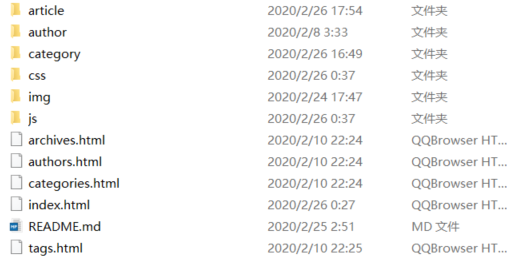 article 2020/2/26 17:54 文件夹
author 2020/2/8 3:33 文件夹
category 2020/2/26 16:49 文件夹
css 2020/2/26 0:37 文件夹
img 2020/2/24 17:47 文件夹
js 2020/2/26 0:37 文件夹
archives.html 2020/2/10 22:24 QQBrowser HT...
authors.html 2020/2/10 22:24 QQBrowser HT...
categories.html 2020/2/10 22:24 QQBrowser HT...
index.html 2020/2/26 0:27 QQBrowser HT...
README.md 2020/2/25 2:51 MD 文件
tags.html 2020/2/10 22:25 QQBrowser HT...